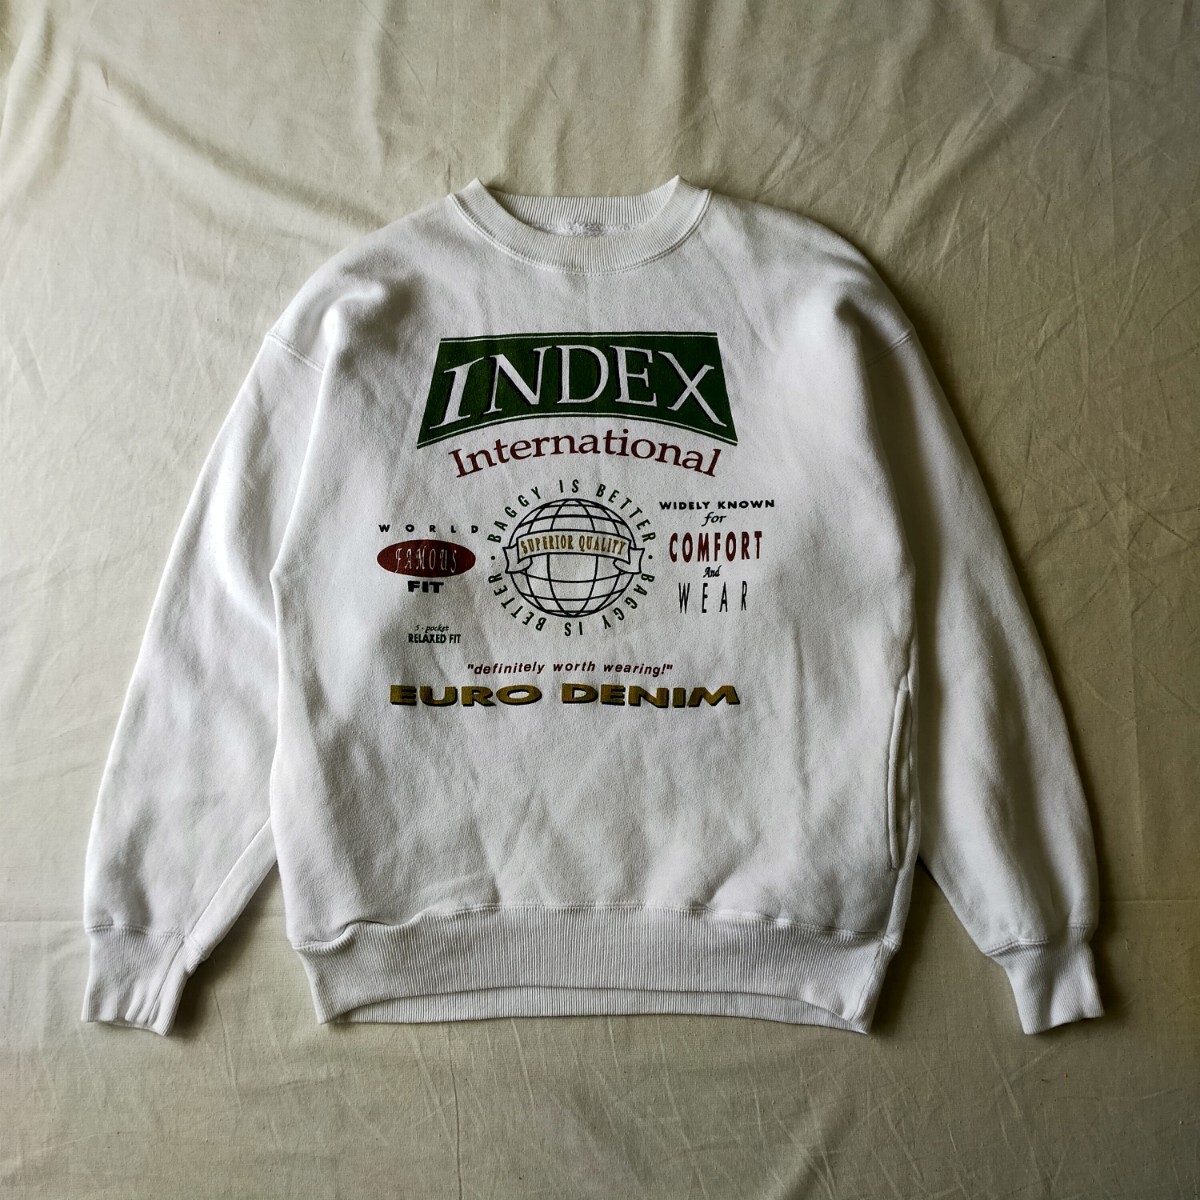 INDEX
International
WORLD
FAMOUS
FIT
5 - pocket
RELAXED FIT
BAGGY IS BETTER • BAGGY IS BETTER •
SUPERIOR QUALITY
WIDELY KNOWN
for
COMFORT
And
WEAR
"definitely worth wearing!"
EURO DENIM